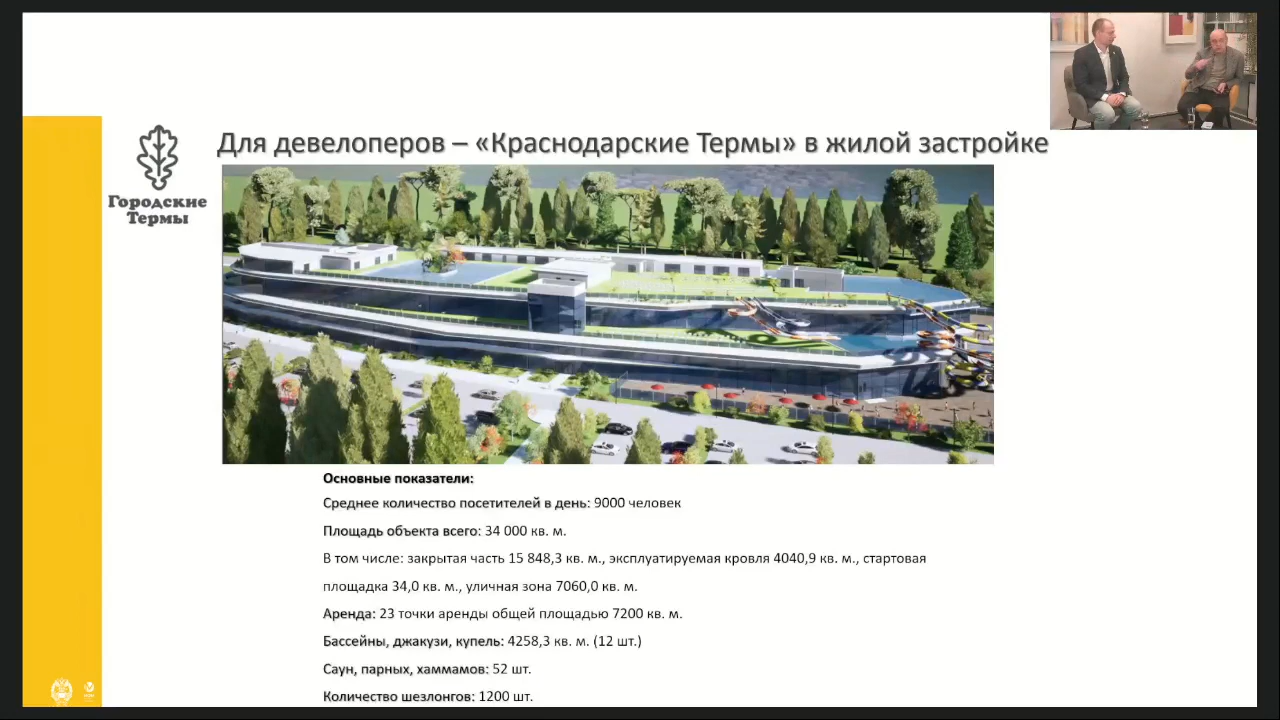 Для девелоперов – «Краснодарские Термы» в жилой застройке
Городские
Термы
Основные показатели:
Среднее количество посетителей в день: 9000 человек
Площадь объекта всего: 34 000 кв. м.
В том числе: закрытая часть 15 848,3 кв. м., эксплуатируемая кровля 4040,9 кв. м., стартовая
площадка 34,0 кв. м., уличная зона 7060,0 кв. м.
Аренда: 23 точки аренды общей площадью 7200 кв. м.
Бассейны, джакузи, купель: 4258,3 кв. м. (12 шт.)
Саун, парных, хаммамов: 52 шт.
Количество шезлонгов: 1200 шт.